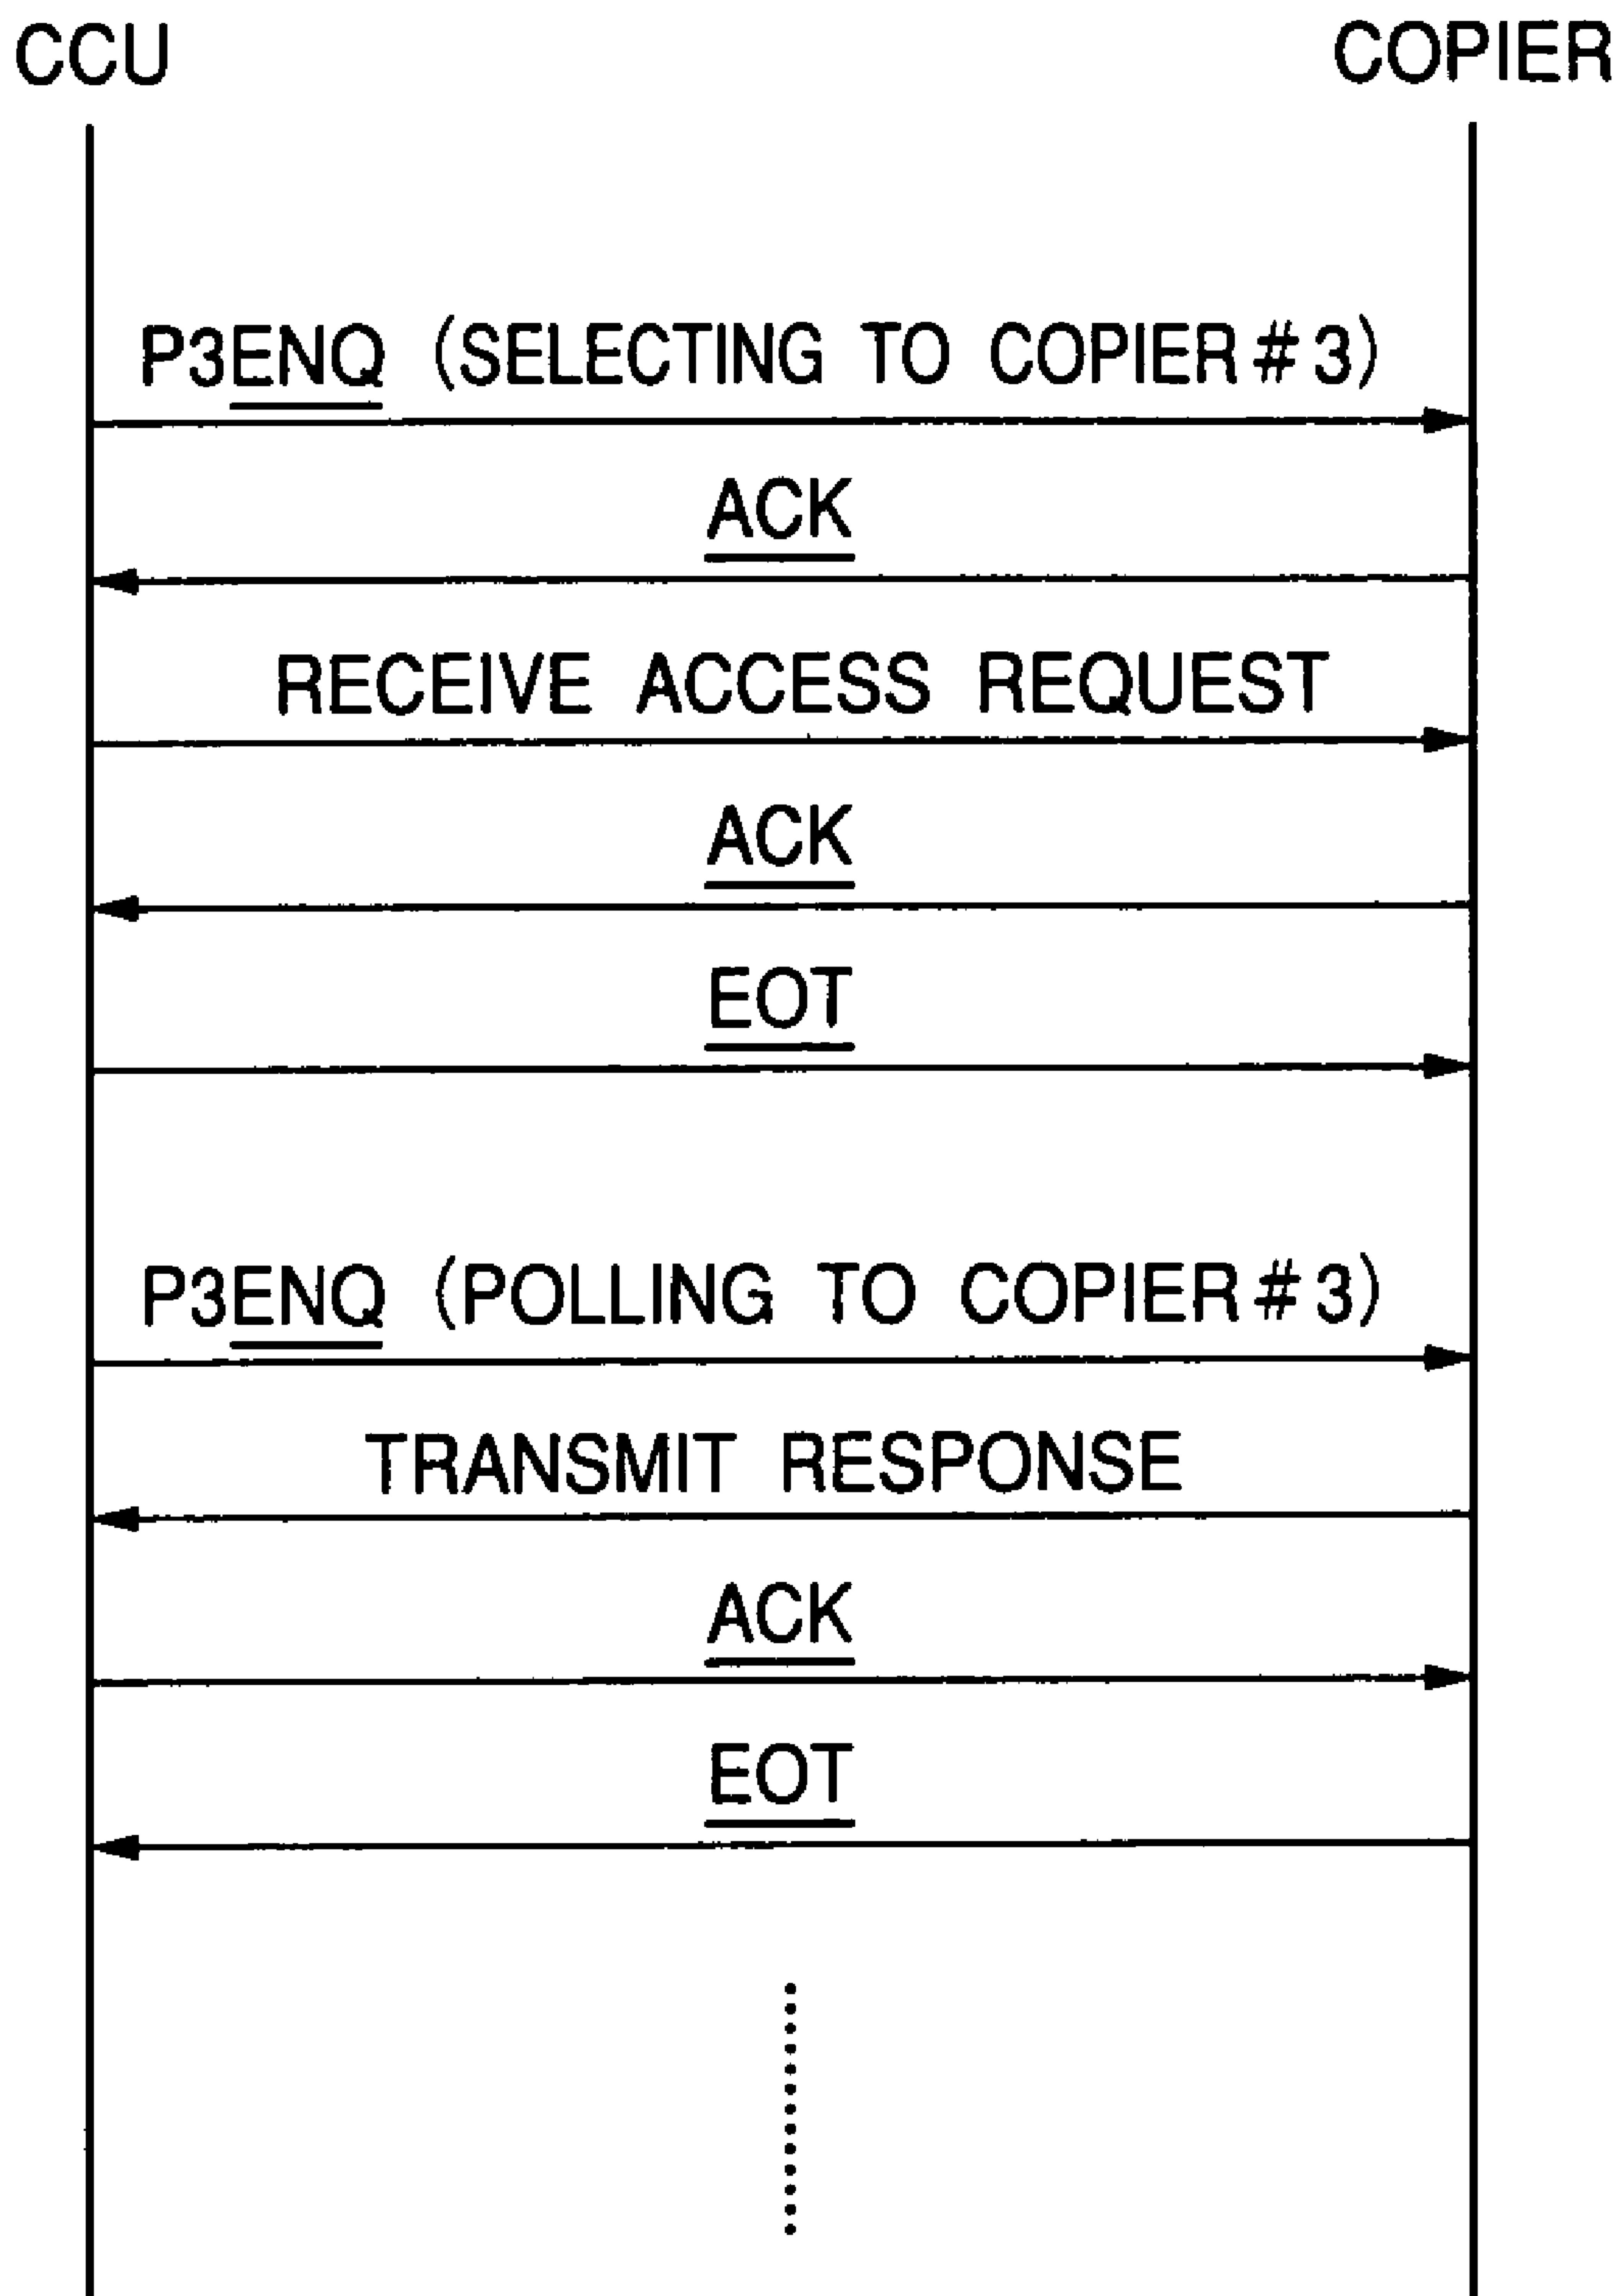 CCU COPIER
P3ENQ (SELECTING TO COPIER #3)
ACK
RECEIVE ACCESS REQUEST
ACK
EOT
P3ENQ (POLLING TO COPIER #3)
TRANSMIT RESPONSE
ACK
EOT